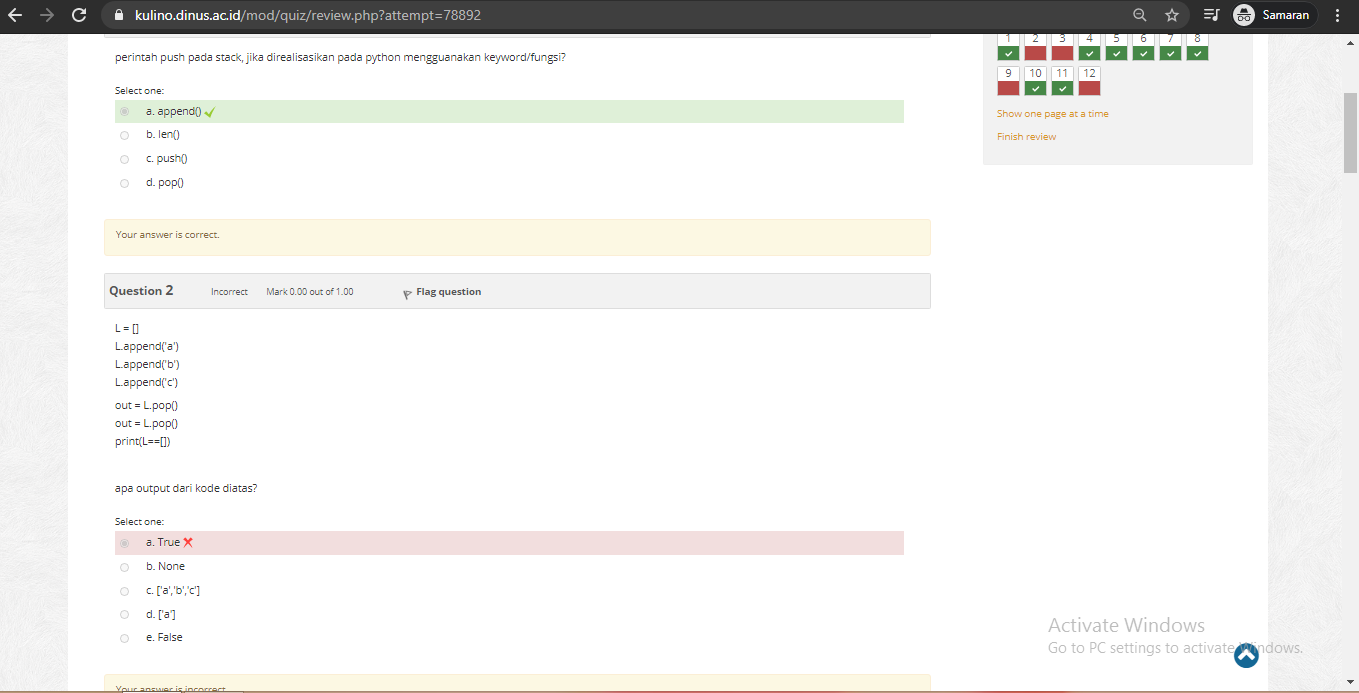 kulino.dinus.ac.id/mod/quiz/review.php?attempt=78892
Samaran
perintah push pada stack, jika direalisasikan pada python mengguanakan keyword/fungsi?
Select one:
a. append()
b. len()
c. push()
d. pop()
Your answer is correct.
Question 2 Incorrect Mark 0.00 out of 1.00 Flag question
L = []
L.append('a')
L.append('b')
L.append('c')
out = L.pop()
out = L.pop()
print(L==[])
apa output dari kode diatas?
Select one:
a. True
b. None
c. ['a','b','c']
d. ['a']
e. False
Your answer is incorrect.
1 2 3 4 5 6 7 8
9 10 11 12
Show one page at a time
Finish review
Activate Windows
Go to PC settings to activate Windows.